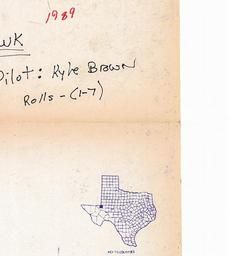 1989
WK
Pilot: Kyle Brown
Rolls - (1-7)